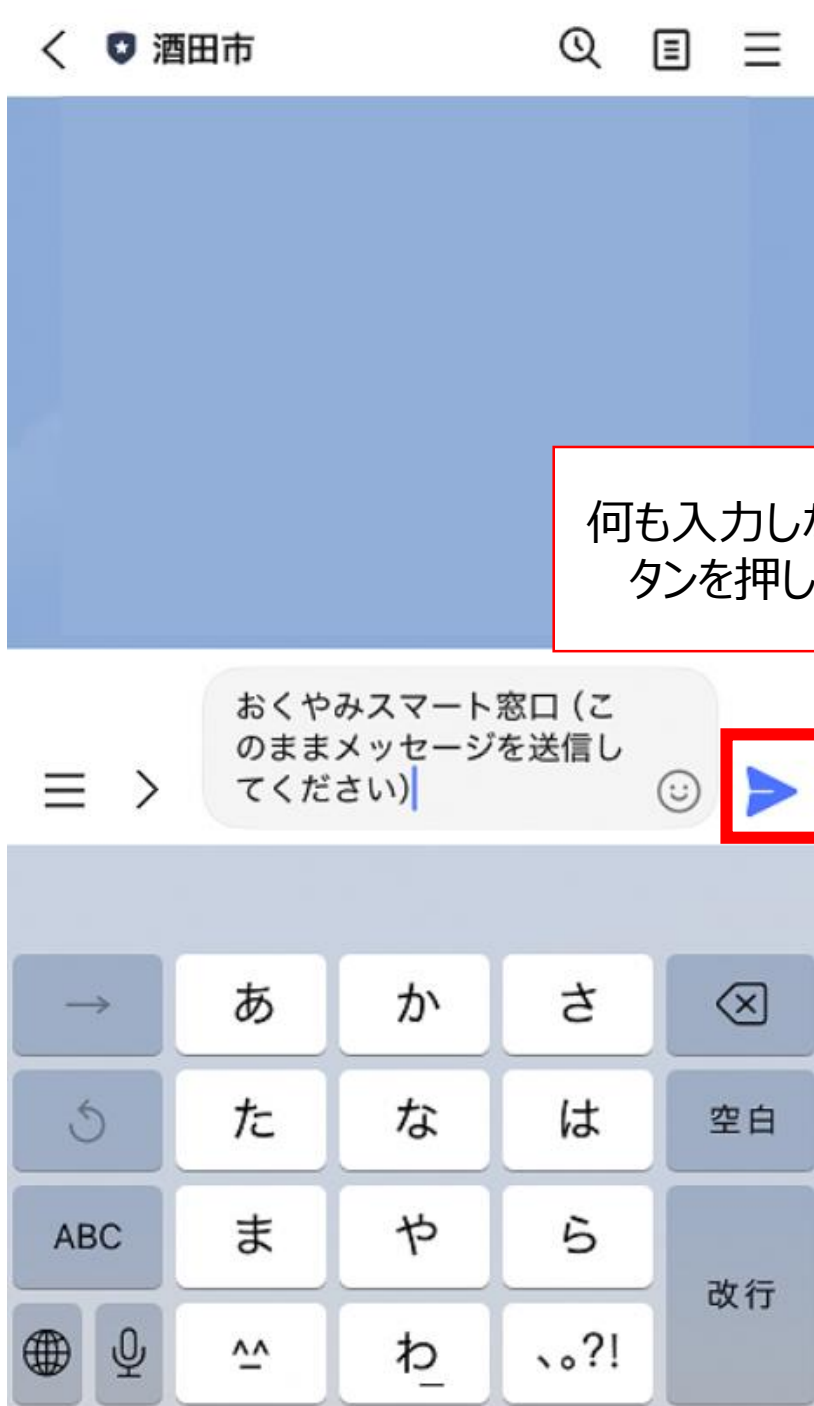 酒田市
何も入力し
タンを押し
おくやみスマート窓口 (こ
のままメッセージを送信し
てください)
→ あ か さ
た な は 空白
ABC ま や ら
改行
^^ わ_ 、。?!